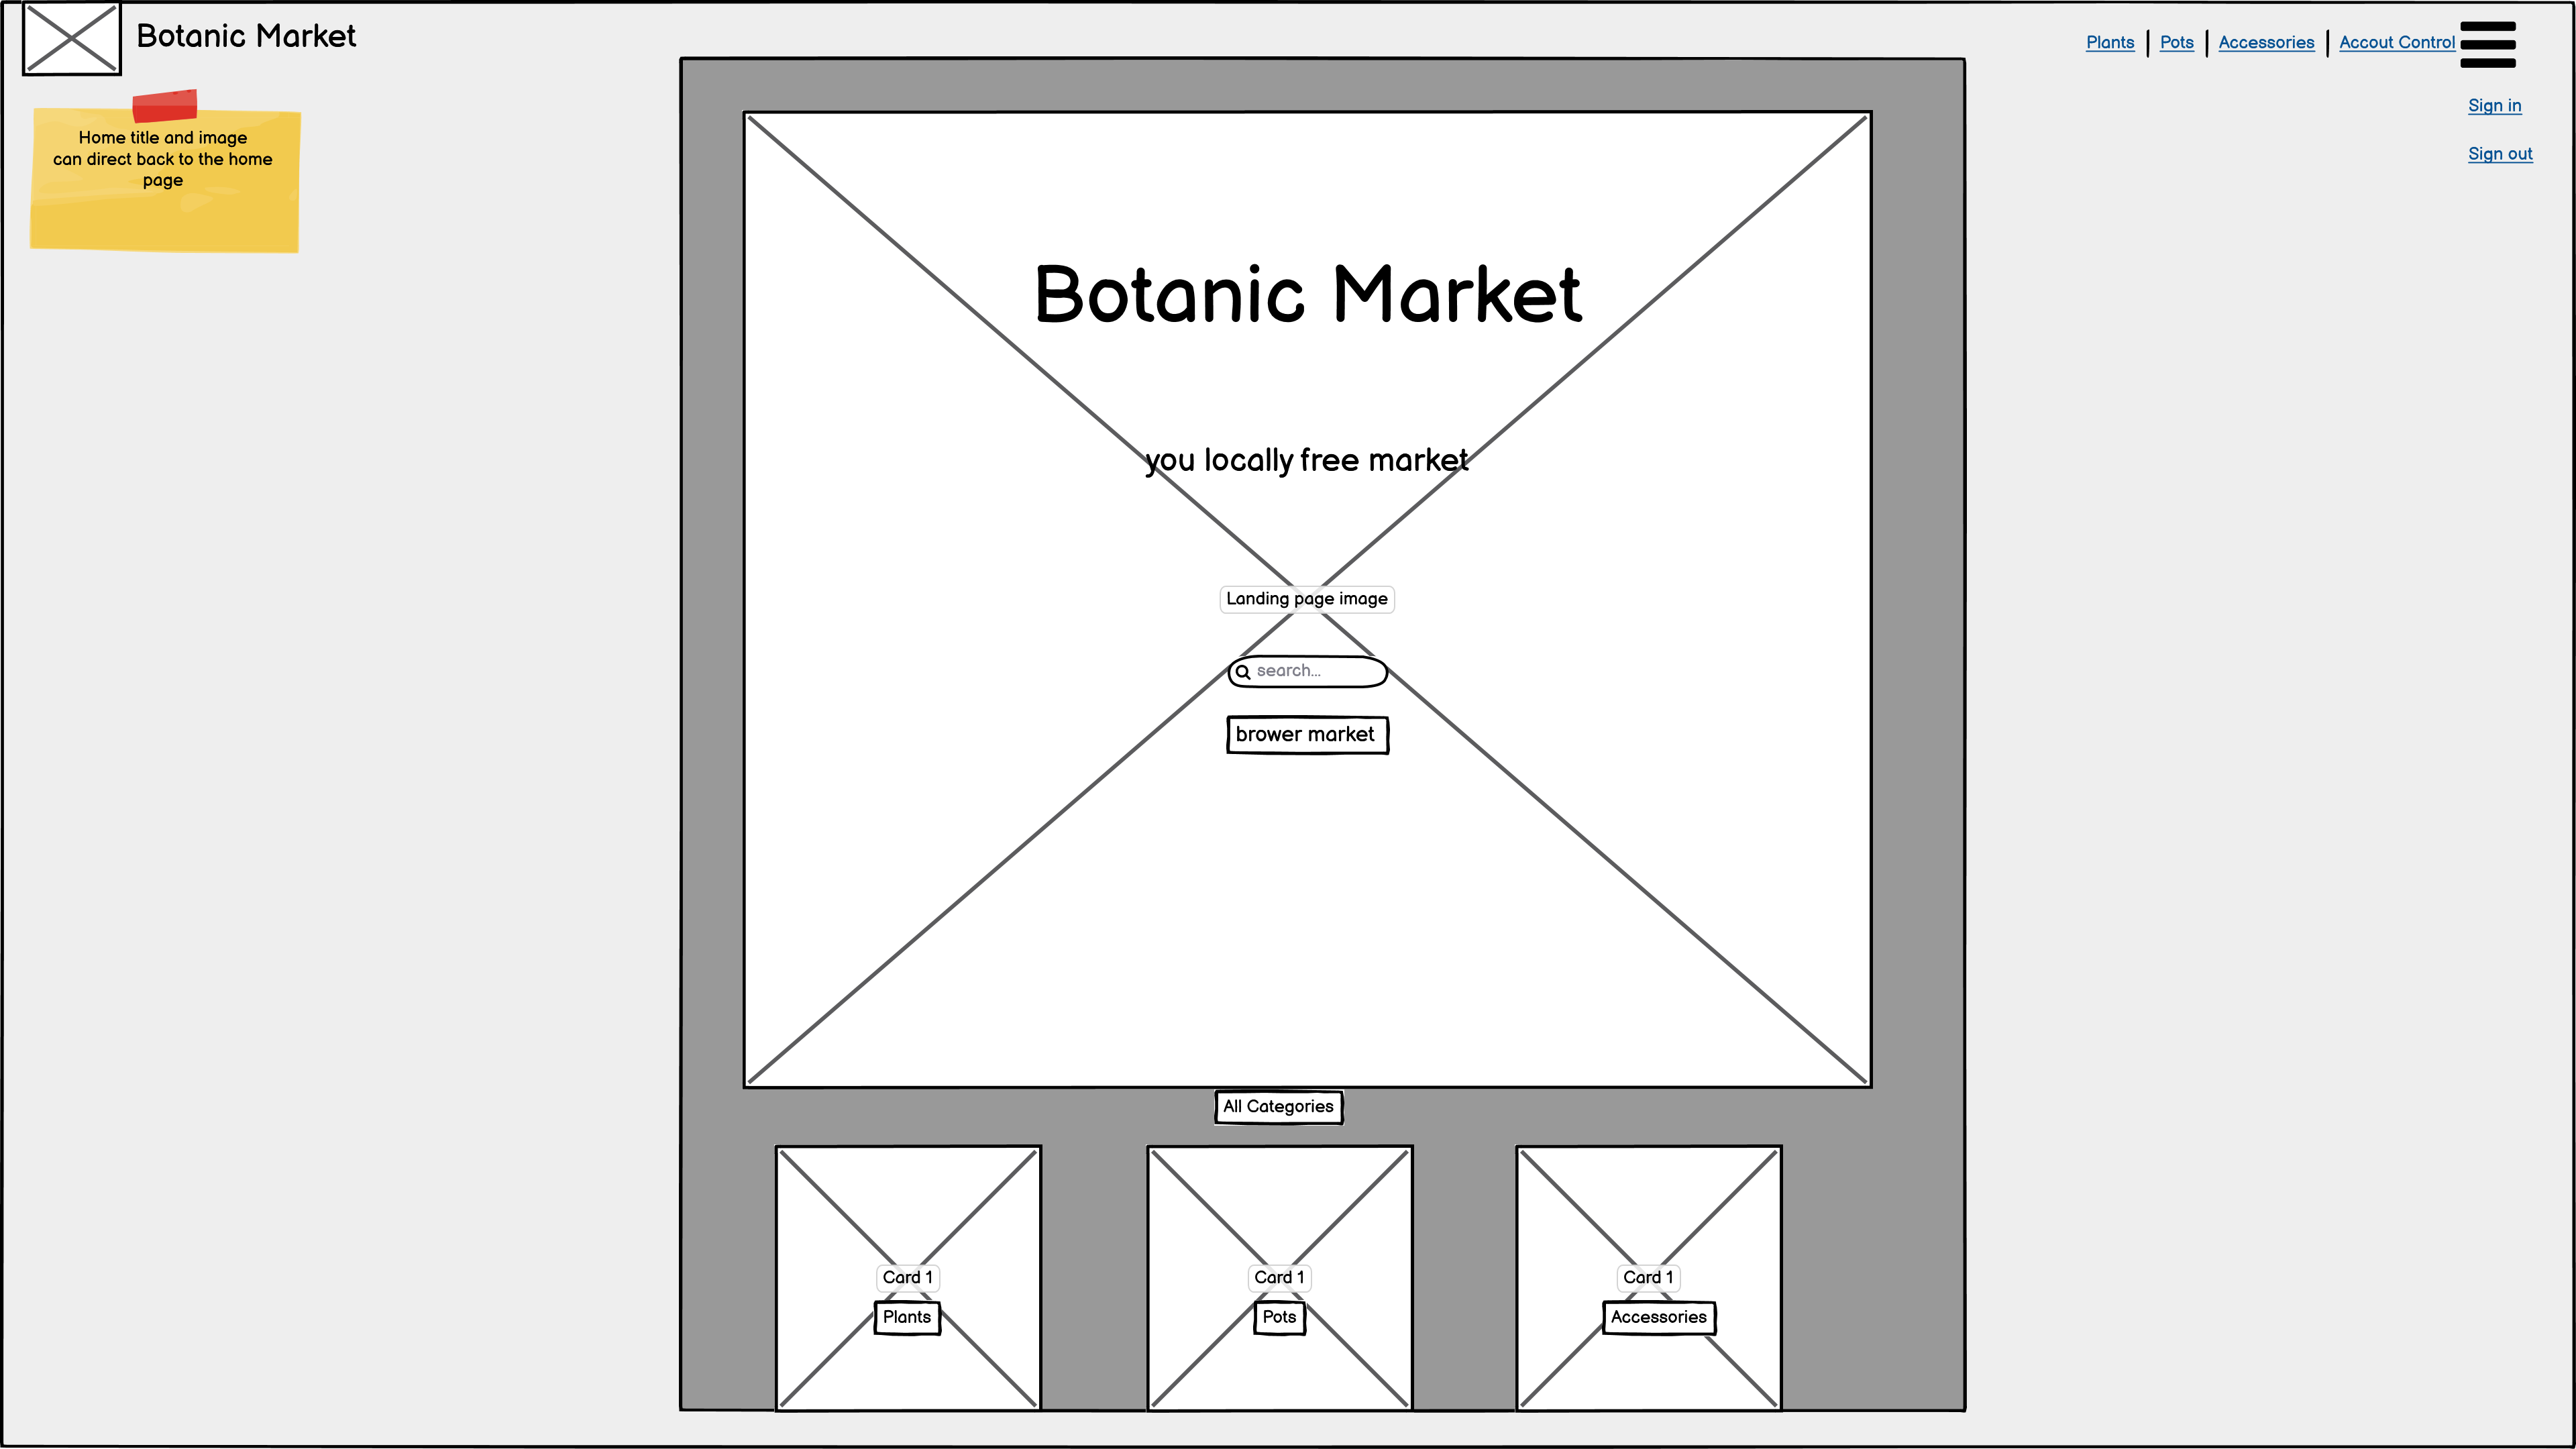 Botanic Market
Plants
Pots
Accessories
Accout Control
Sign in
Sign out
Home title and image
can direct back to the home
page
Botanic Market
you locally free market
Landing page image
search...
brower market
All Categories
Card 1
Card 1
Card 1
Plants
Pots
Accessories